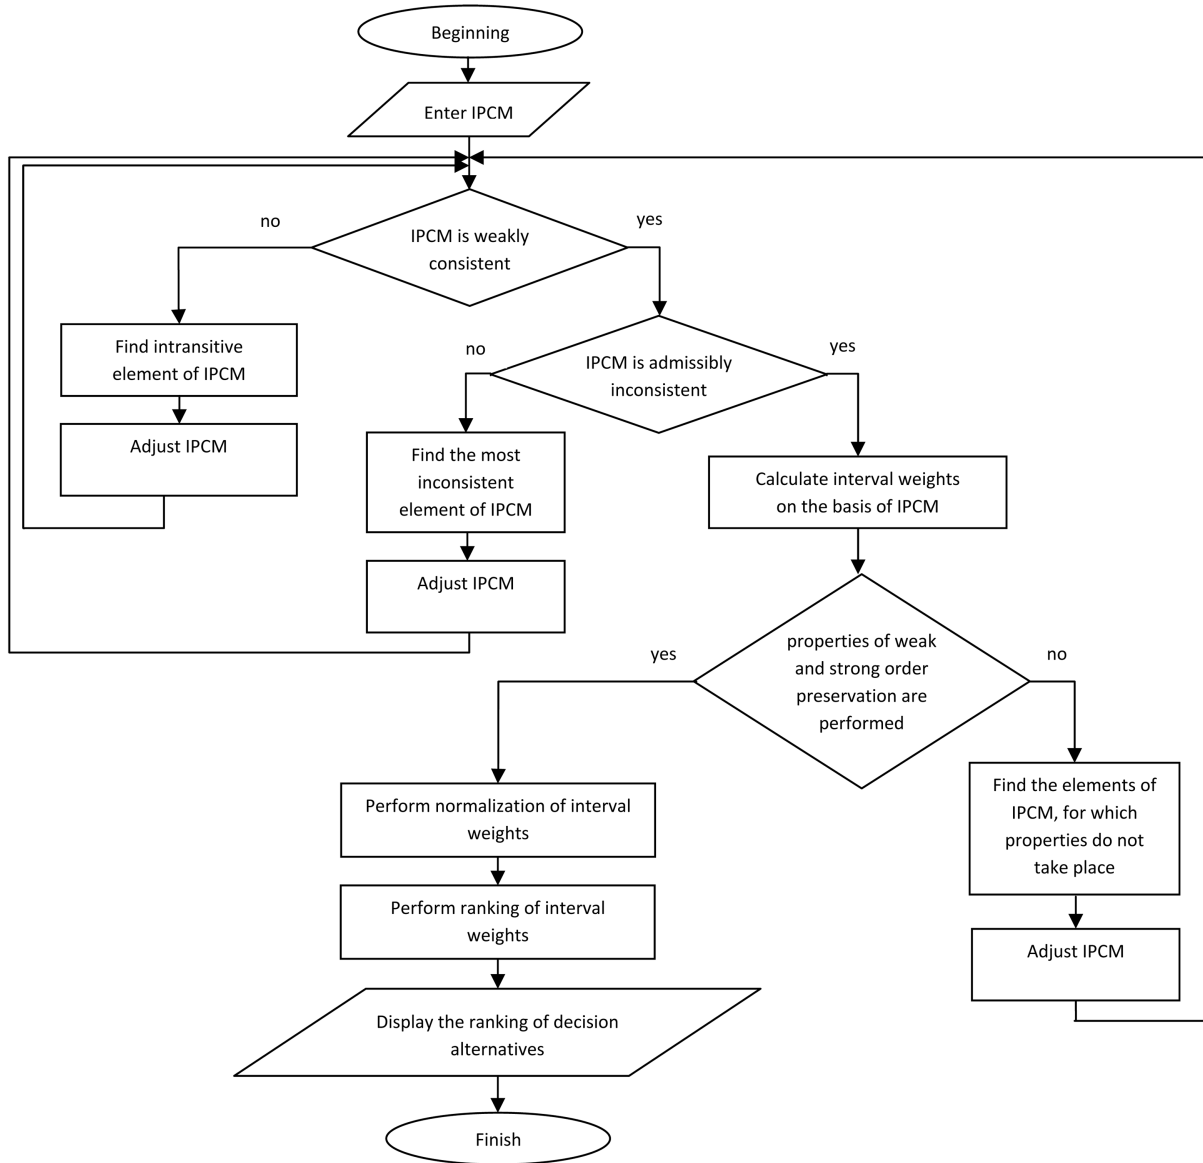 Beginning
Enter IPCM
no
yes
IPCM is weakly
consistent
Find intransitive
element of IPCM
Adjust IPCM
no
yes
IPCM is admissibly
inconsistent
Find the most
inconsistent
element of IPCM
Adjust IPCM
Calculate interval weights
on the basis of IPCM
yes
no
properties of weak
and strong order
preservation are
performed
Perform normalization of interval
weights
Perform ranking of interval
weights
Display the ranking of decision
alternatives
Finish
Find the elements of
IPCM, for which
properties do not
take place
Adjust IPCM